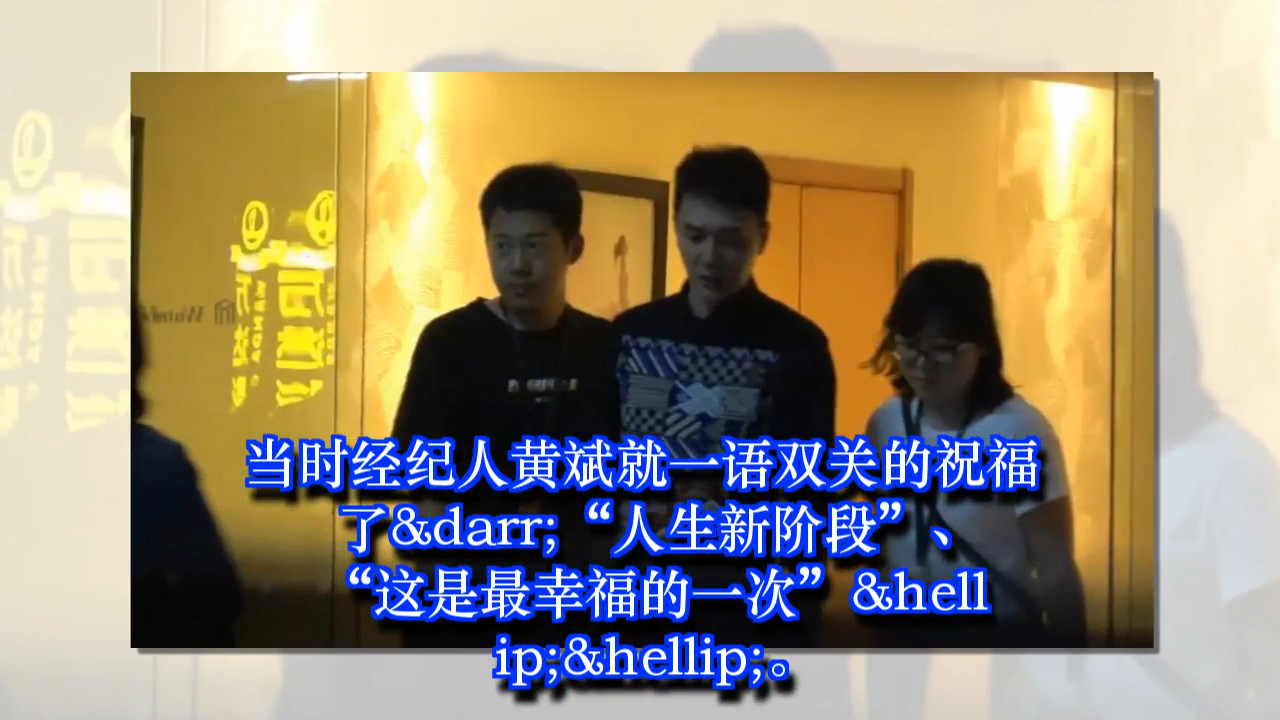 当时经纪人黄斌就一语双关的祝福
了&darr;“人生新阶段”、
“这是最幸福的一次”&hell
ip;&hellip;。